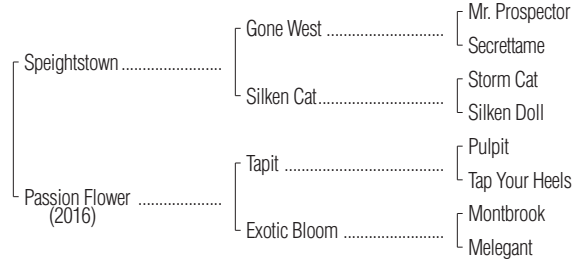 Mr. Prospector
Gone West ........................
Secrettame
Speightstown ....................
Storm Cat
Silken Cat..........................
Silken Doll
Pulpit
Tapit .................................
Tap Your Heels
Passion Flower .................
(2016)
Montbrook
Exotic Bloom ....................
Melegant